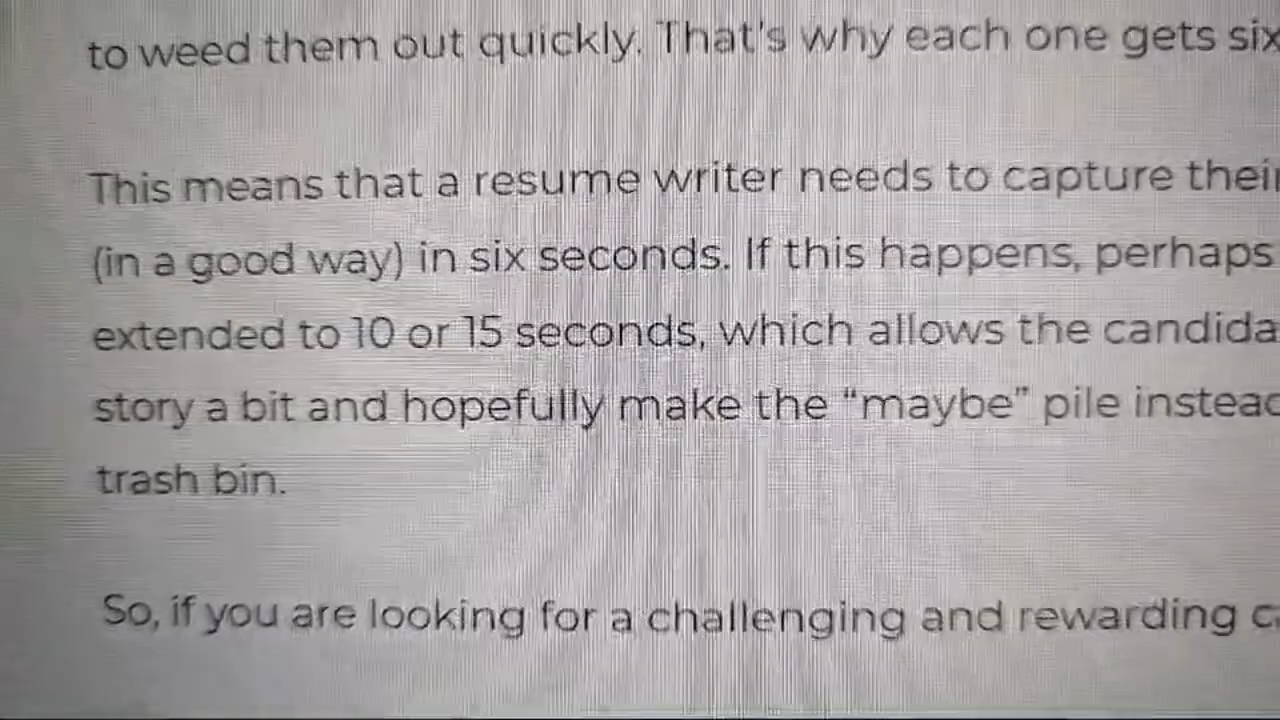 to weed them out quickly. That's why each one gets six
This means that a resume writer needs to capture their
(in a good way) in six seconds. If this happens, perhaps
extended to 10 or 15 seconds, which allows the candida
story a bit and hopefully make the “maybe” pile instead
trash bin.
So, if you are looking for a challenging and rewarding